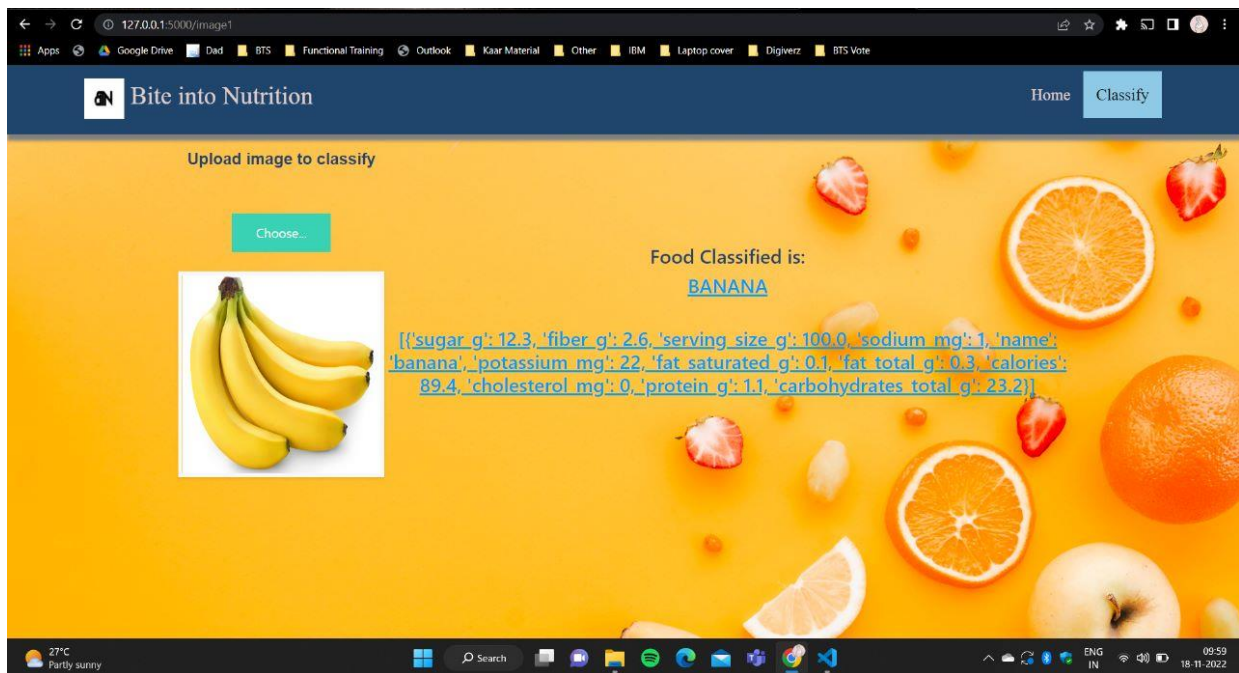 127.0.0.1:5000/image1
Apps Google Drive Dad BTS Functional Training Outlook Kaar Material Other IBM Laptop cover Digiverz BTS Vote
Bite into Nutrition
Home Classify
Upload image to classify
Choose...
Food Classified is:
BANANA
[{'sugar_g': 12.3, 'fiber_g': 2.6, 'serving_size_g': 100.0, 'sodium_mg': 1, 'name':
'banana', 'potassium_mg': 22, 'fat_saturated_g': 0.1, 'fat_total_g': 0.3, 'calories':
89.4, 'cholesterol_mg': 0, 'protein_g': 1.1, 'carbohydrates_total_g': 23.2}]
27°C
Partly sunny
Search
ENG
IN
09:59
18-11-2022